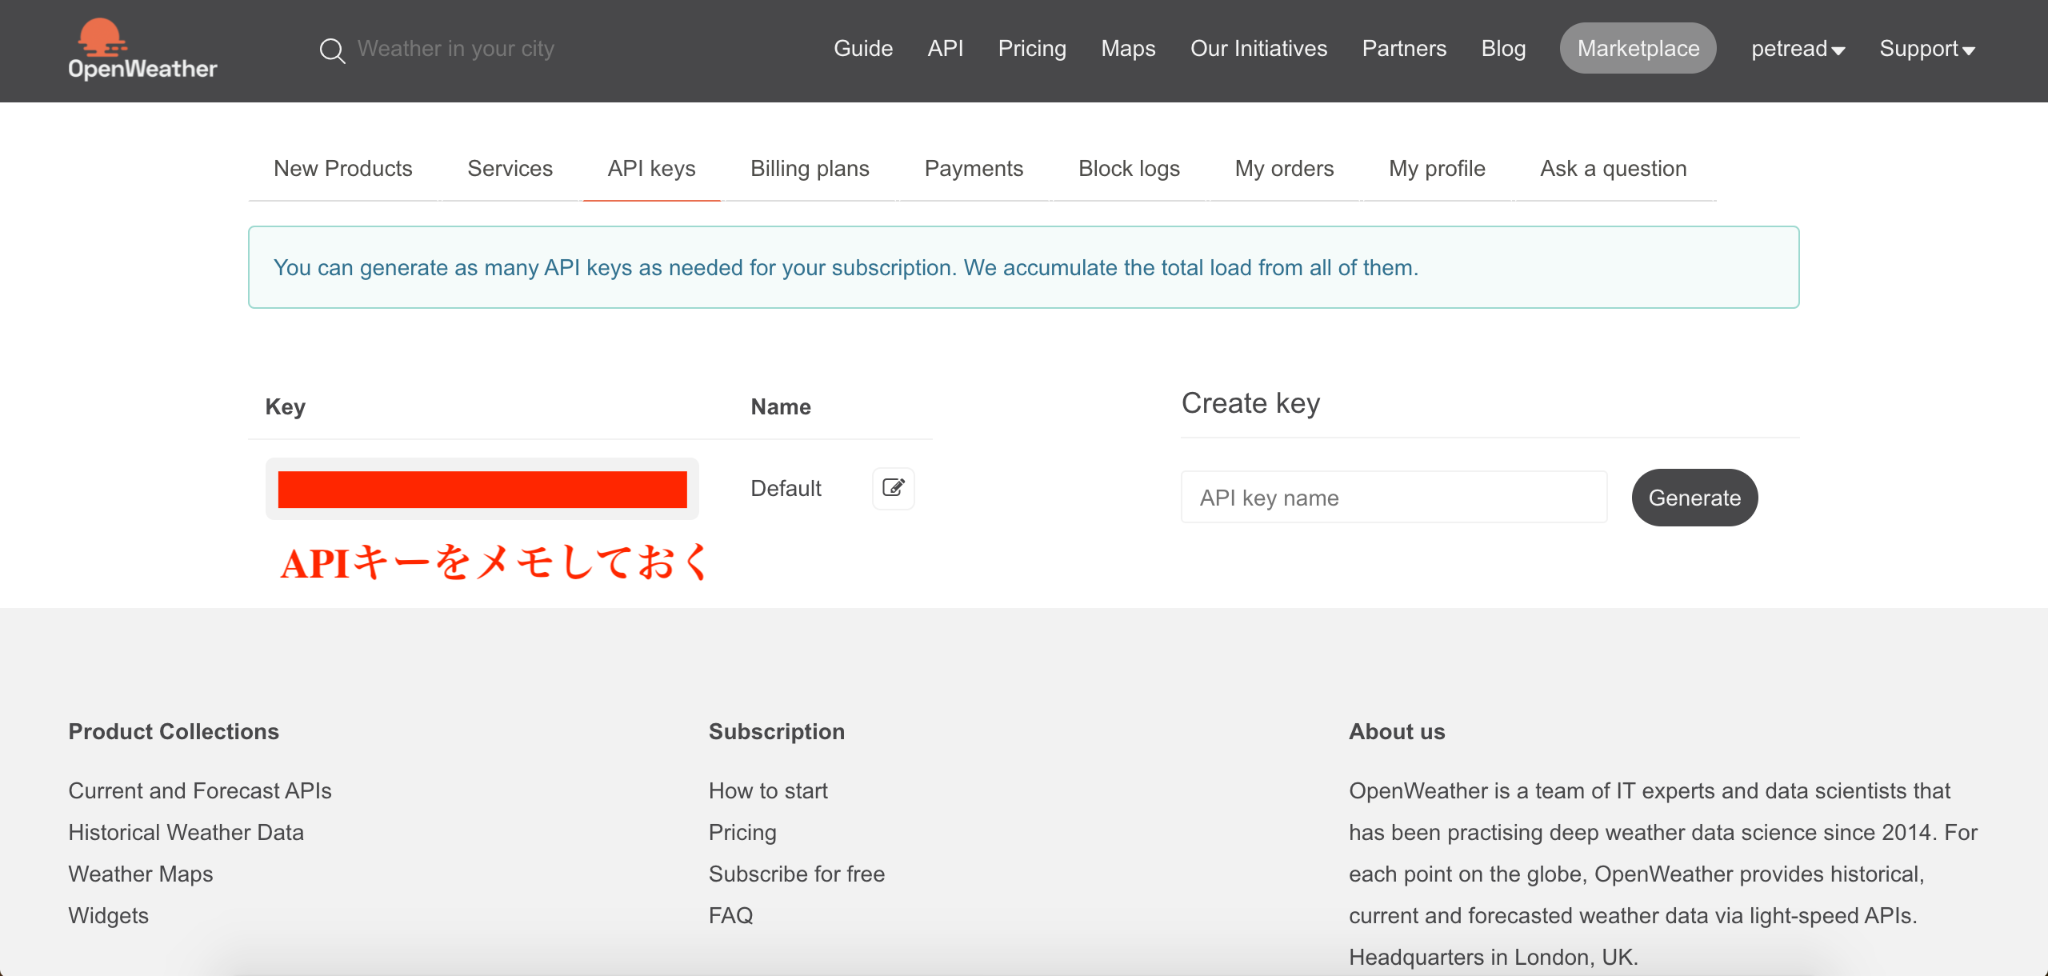 OpenWeather
Weather in your city
Guide
API
Pricing
Maps
Our Initiatives
Partners
Blog
Marketplace
petread
Support
New Products
Services
API keys
Billing plans
Payments
Block logs
My orders
My profile
Ask a question
You can generate as many API keys as needed for your subscription. We accumulate the total load from all of them.
Key
Name
Default
APIキーをメモしておく
Create key
API key name
Generate
Product Collections
Current and Forecast APIs
Historical Weather Data
Weather Maps
Widgets
Subscription
How to start
Pricing
Subscribe for free
FAQ
About us
OpenWeather is a team of IT experts and data scientists that
has been practising deep weather data science since 2014. For
each point on the globe, OpenWeather provides historical,
current and forecasted weather data via light-speed APIs.
Headquarters in London, UK.